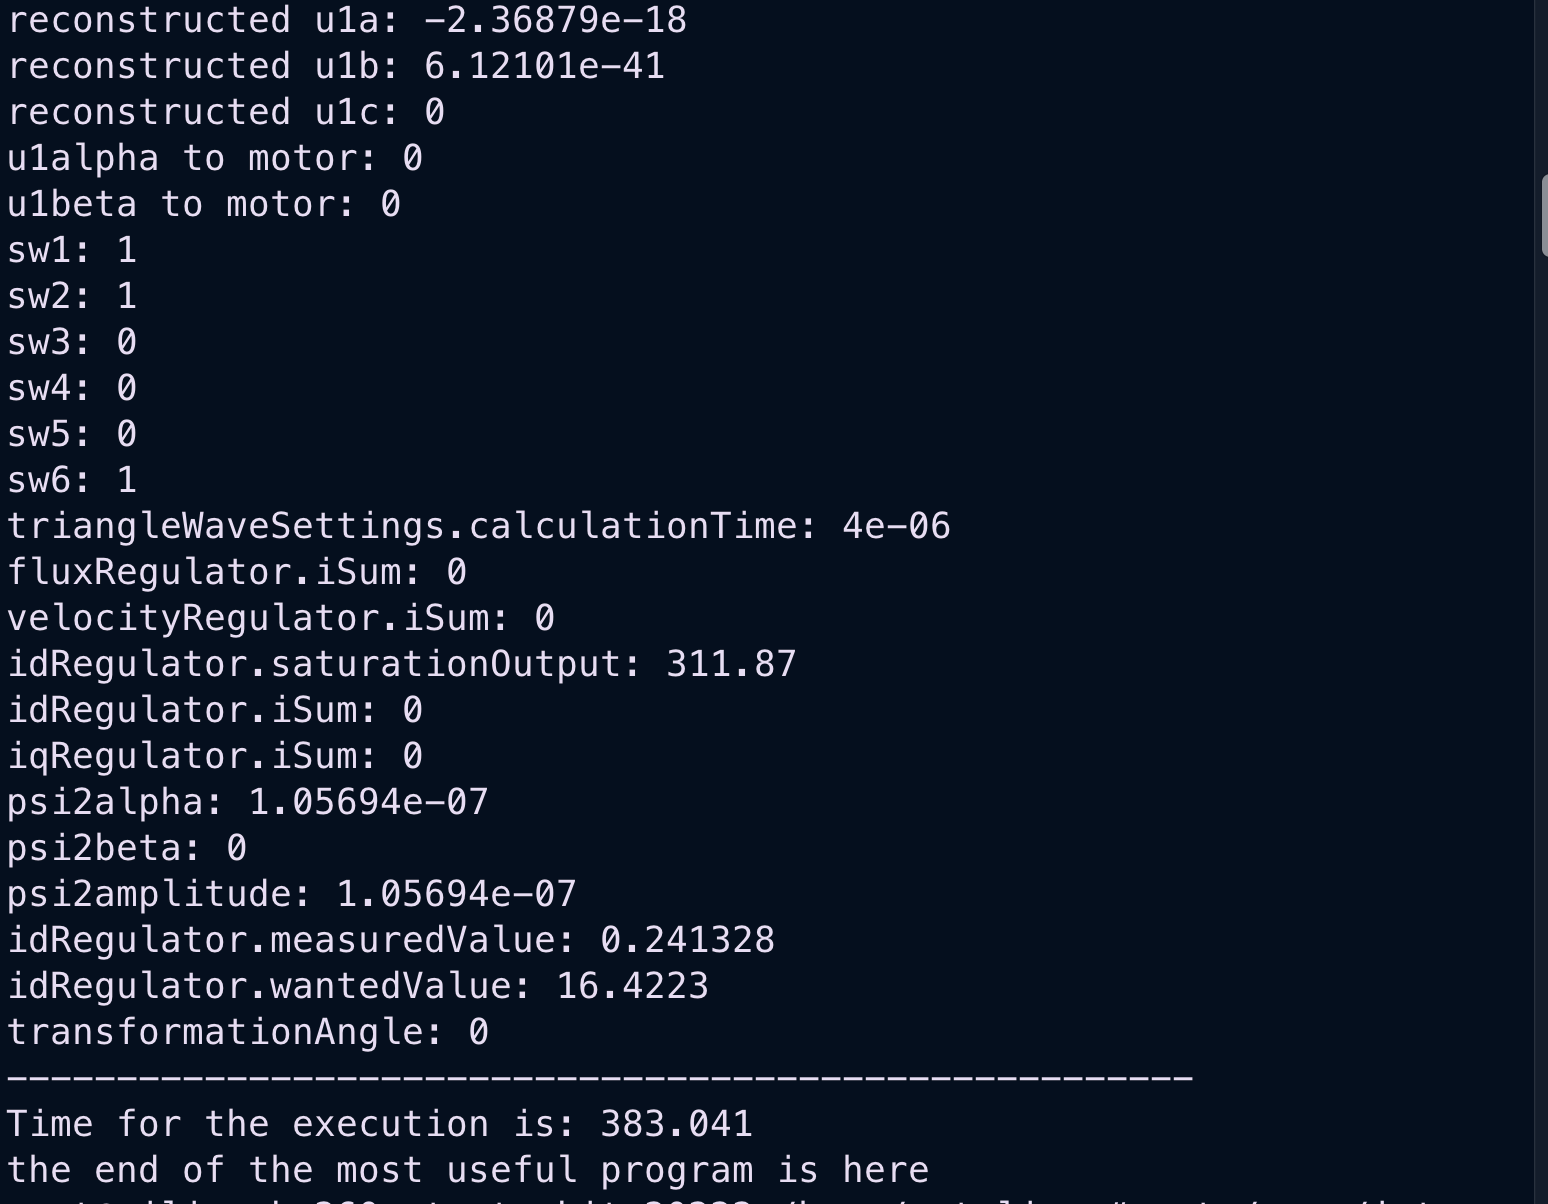 reconstructed u1a: -2.36879e-18
reconstructed u1b: 6.12101e-41
reconstructed u1c: 0
u1alpha to motor: 0
u1beta to motor: 0
sw1: 1
sw2: 1
sw3: 0
sw4: 0
sw5: 0
sw6: 1
triangleWaveSettings.calculationTime: 4e-06
fluxRegulator.iSum: 0
velocityRegulator.iSum: 0
idRegulator.saturationOutput: 311.87
idRegulator.iSum: 0
iqRegulator.iSum: 0
psi2alpha: 1.05694e-07
psi2beta: 0
psi2amplitude: 1.05694e-07
idRegulator.measuredValue: 0.241328
idRegulator.wantedValue: 16.4223
transformationAngle: 0
------------------------------------------------------
Time for the execution is: 383.041
the end of the most useful program is here